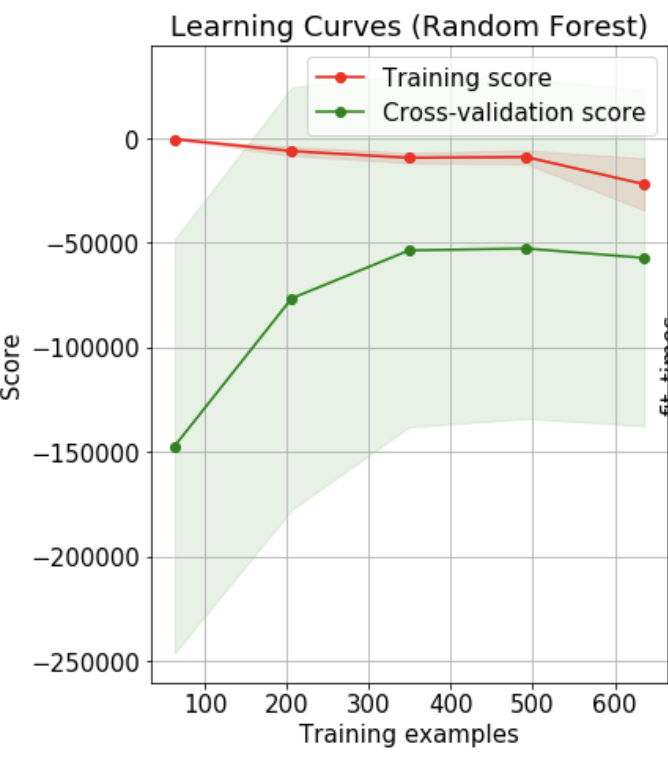 Learning Curves (Random Forest)
Training score
Cross-validation score
0
−50000
−100000
−150000
−200000
−250000
Score
100 200 300 400 500 600
Training examples